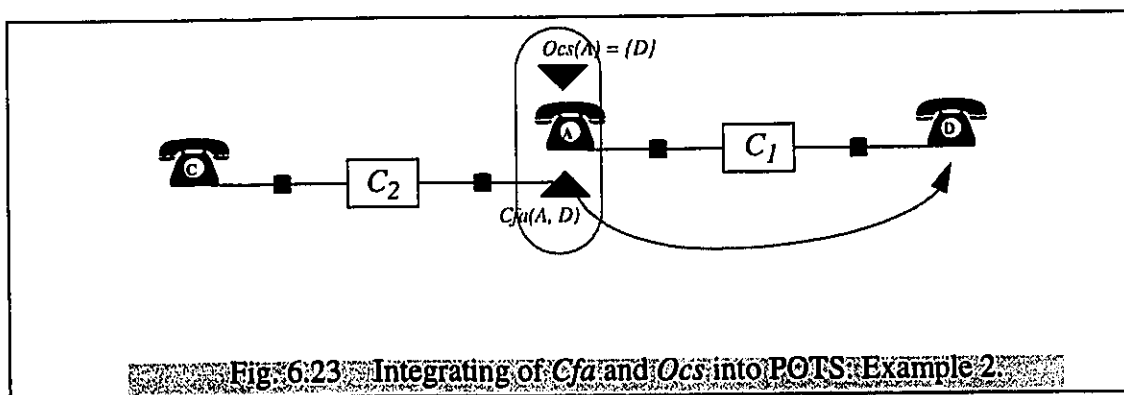 Ocs(A) = {D}
A
D
C
C1
C2
Cfa(A, D)
Fig. 6.23 Integrating of Cfa and Ocs into POTS: Example 2.